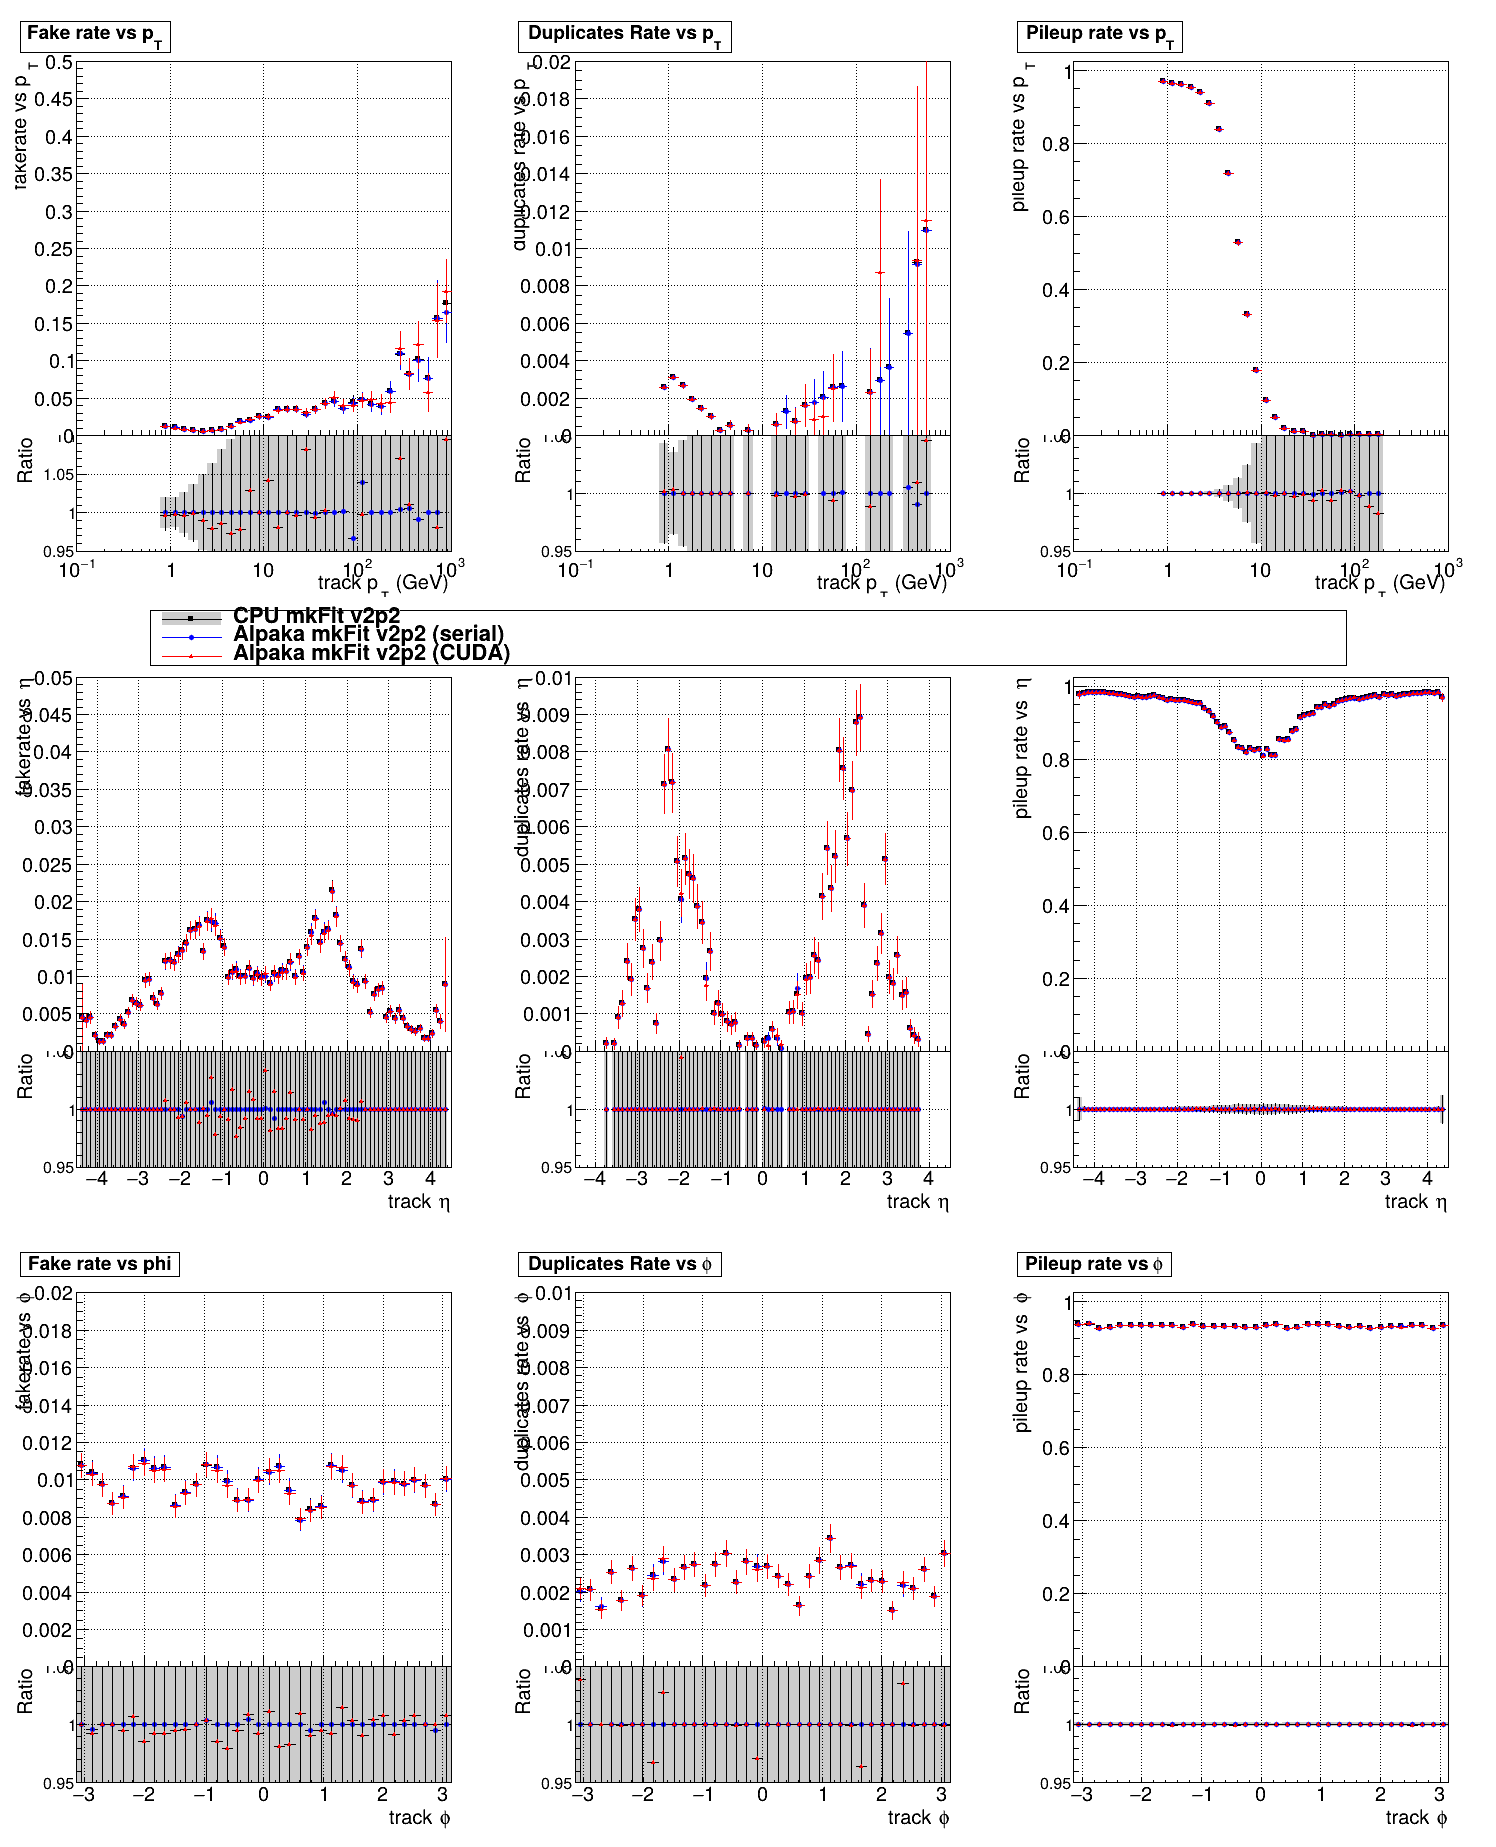 Fake rate vs pT
Duplicates Rate vs pT
Pileup rate vs pT
fakerate vs pT
0.5
0.45
0.4
0.35
0.3
0.25
0.2
0.15
0.1
0.05
0
Ratio
1.05
1
0.95
10−1 1 10 10² 10³
track pT (GeV)
duplicates rate vs pT
0.02
0.018
0.016
0.014
0.012
0.01
0.008
0.006
0.004
0.002
0
Ratio
1
0.95
10−1 1 10 10² 10³
track pT (GeV)
pileup rate vs pT
1
0.8
0.6
0.4
0.2
0
Ratio
1
0.95
10−1 1 10 10² 10³
track pT (GeV)
CPU mkFit v2p2
Alpaka mkFit v2p2 (serial)
Alpaka mkFit v2p2 (CUDA)
fakerate vs η
0.05
0.045
0.04
0.035
0.03
0.025
0.02
0.015
0.01
0.005
0
Ratio
1
0.95
−4 −3 −2 −1 0 1 2 3 4
track η
duplicates rate vs η
0.01
0.009
0.008
0.007
0.006
0.005
0.004
0.003
0.002
0.001
0
Ratio
1
0.95
−4 −3 −2 −1 0 1 2 3 4
track η
pileup rate vs η
1
0.8
0.6
0.4
0.2
0
Ratio
1
0.95
−4 −3 −2 −1 0 1 2 3 4
track η
Fake rate vs phi
Duplicates Rate vs ϕ
Pileup rate vs ϕ
fakerate vs ϕ
0.02
0.018
0.016
0.014
0.012
0.01
0.008
0.006
0.004
0.002
0
Ratio
1
0.95
−3 −2 −1 0 1 2 3
track ϕ
duplicates rate vs ϕ
0.01
0.009
0.008
0.007
0.006
0.005
0.004
0.003
0.002
0.001
0
Ratio
1
0.95
−3 −2 −1 0 1 2 3
track ϕ
pileup rate vs ϕ
1
0.8
0.6
0.4
0.2
0
Ratio
1
0.95
−3 −2 −1 0 1 2 3
track ϕ